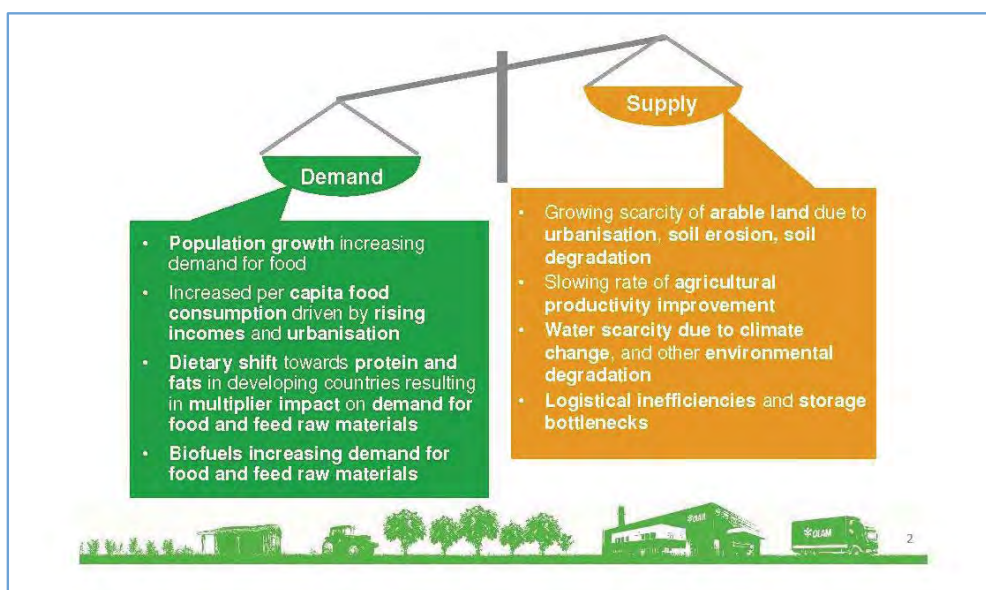 Supply
Demand
• Population growth increasing
demand for food
• Increased per capita food
consumption driven by rising
incomes and urbanisation
• Dietary shift towards protein and
fats in developing countries resulting
in multiplier impact on demand for
food and feed raw materials
• Biofuels increasing demand for
food and feed raw materials
• Growing scarcity of arable land due to
urbanisation, soil erosion, soil
degradation
• Slowing rate of agricultural
productivity improvement
• Water scarcity due to climate
change, and other environmental
degradation
• Logistical inefficiencies and storage
bottlenecks
OLAM
OLAM
2